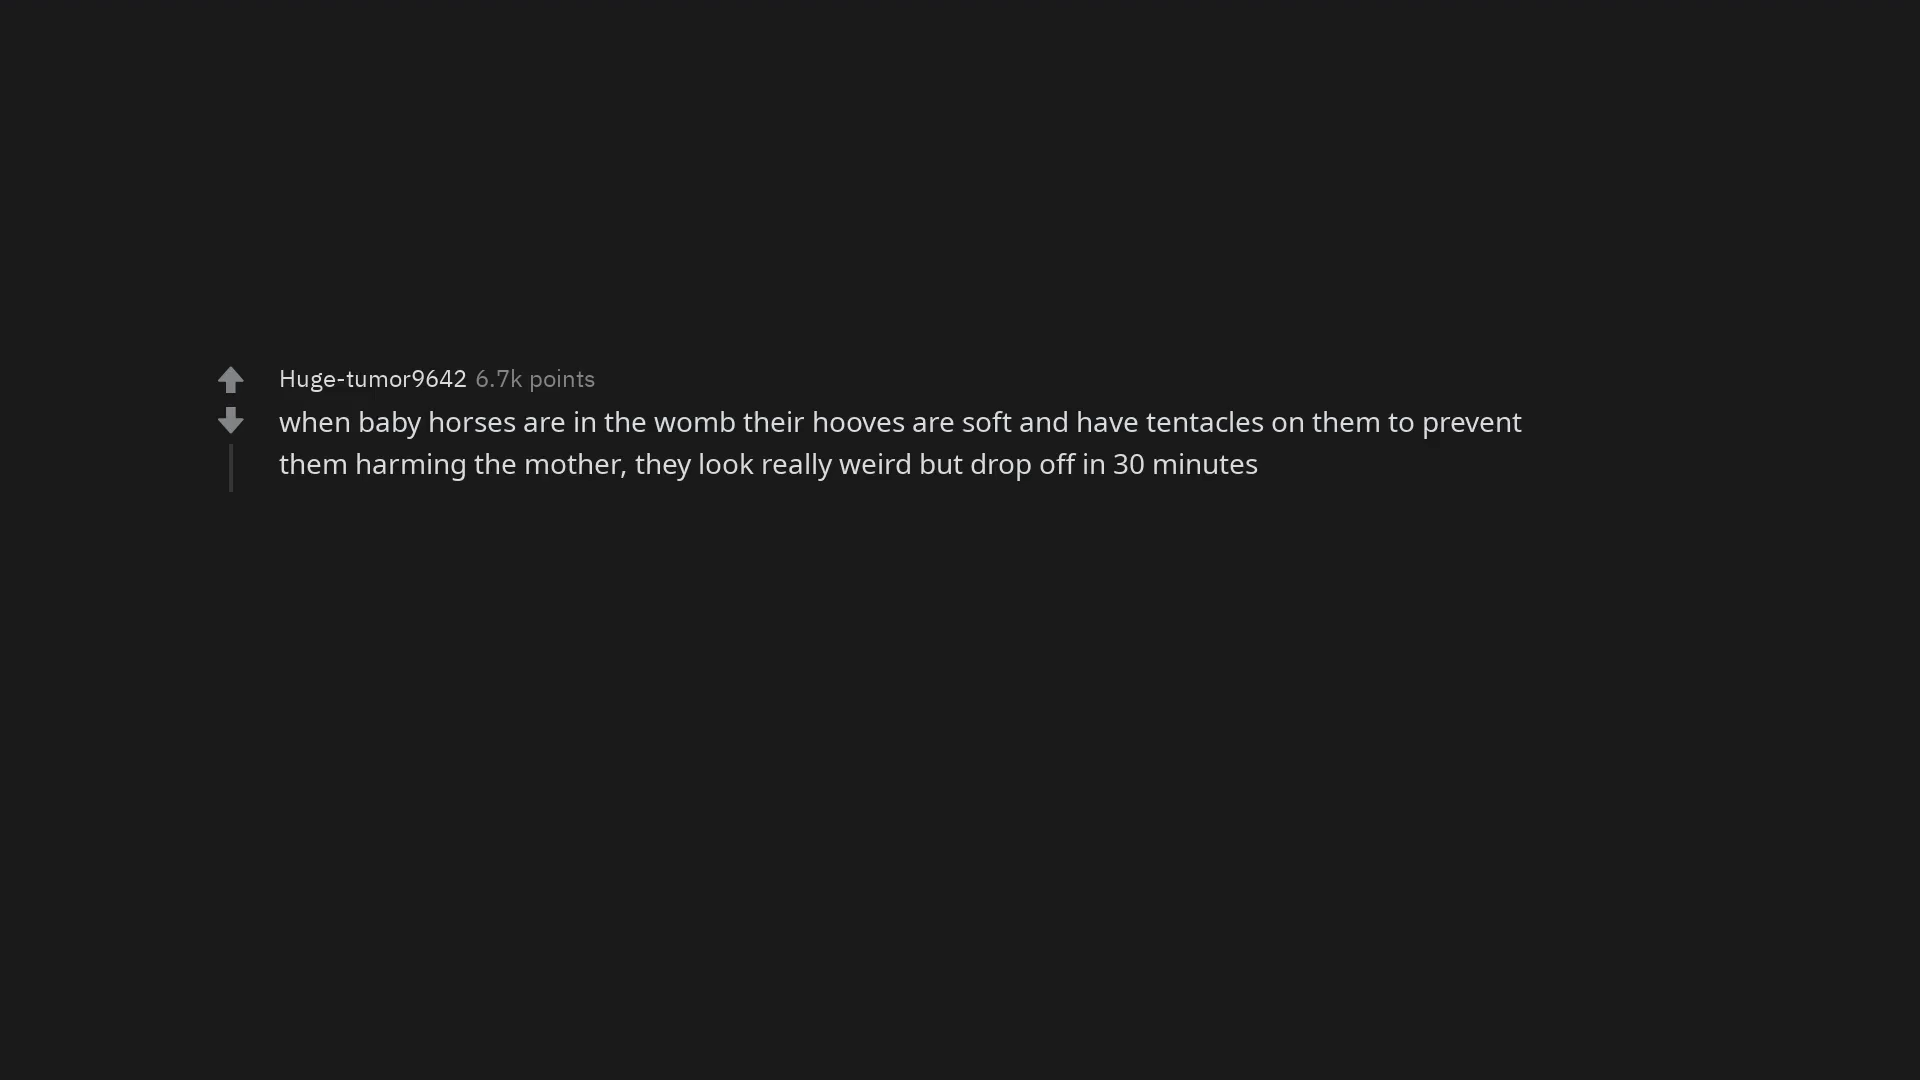 Huge-tumor9642 6.7k points
when baby horses are in the womb their hooves are soft and have tentacles on them to prevent
them harming the mother, they look really weird but drop off in 30 minutes